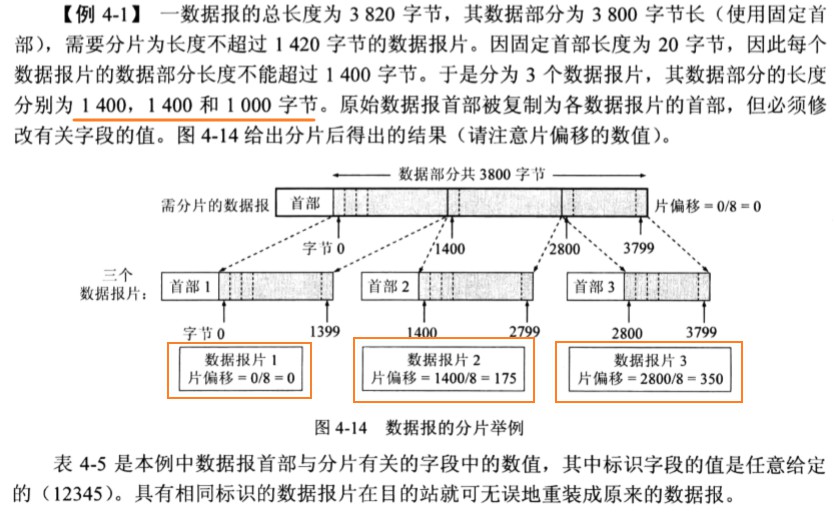 【例 4-1】 一数据报的总长度为 3 820 字节，其数据部分为 3 800 字节长（使用固定首
部），需要分片为长度不超过 1 420 字节的数据报片。因固定首部长度为 20 字节，因此每个
数据报片的数据部分长度不能超过 1 400 字节。于是分为 3 个数据报片，其数据部分的长度
分别为 1 400，1 400 和 1 000 字节。原始数据报首部被复制为各数据报片的首部，但必须修
改有关字段的值。图 4-14 给出分片后得出的结果（请注意片偏移的数值）。
数据部分共 3800 字节
需分片的数据报 首部 片偏移 = 0/8 = 0
字节 0 1400 2800 3799
三个
数据报片： 首部 1 首部 2 首部 3
字节 0 1399 1400 2799 2800 3799
数据报片 1 数据报片 2 数据报片 3
片偏移 = 0/8 = 0 片偏移 = 1400/8 = 175 片偏移 = 2800/8 = 350
图 4-14 数据报的分片举例
表 4-5 是本例中数据报首部与分片有关的字段中的数值，其中标识字段的值是任意给定
的（12345）。具有相同标识的数据报片在目的站就可无误地重装成原来的数据报。